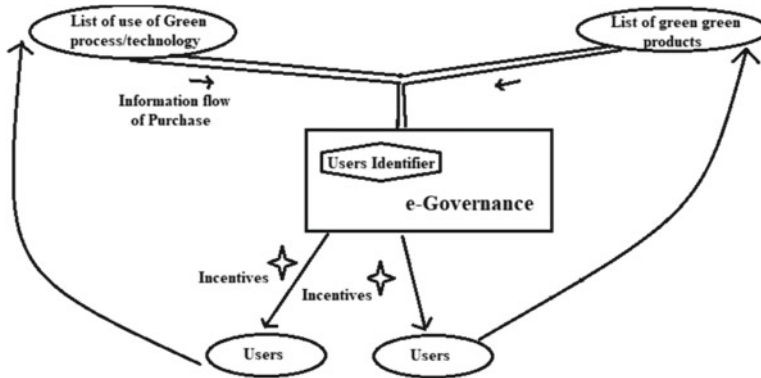 List of use of Green
process/technology
List of green green
products
Information flow
of Purchase
Users Identifier
e-Governance
Incentives
Incentives
Users
Users